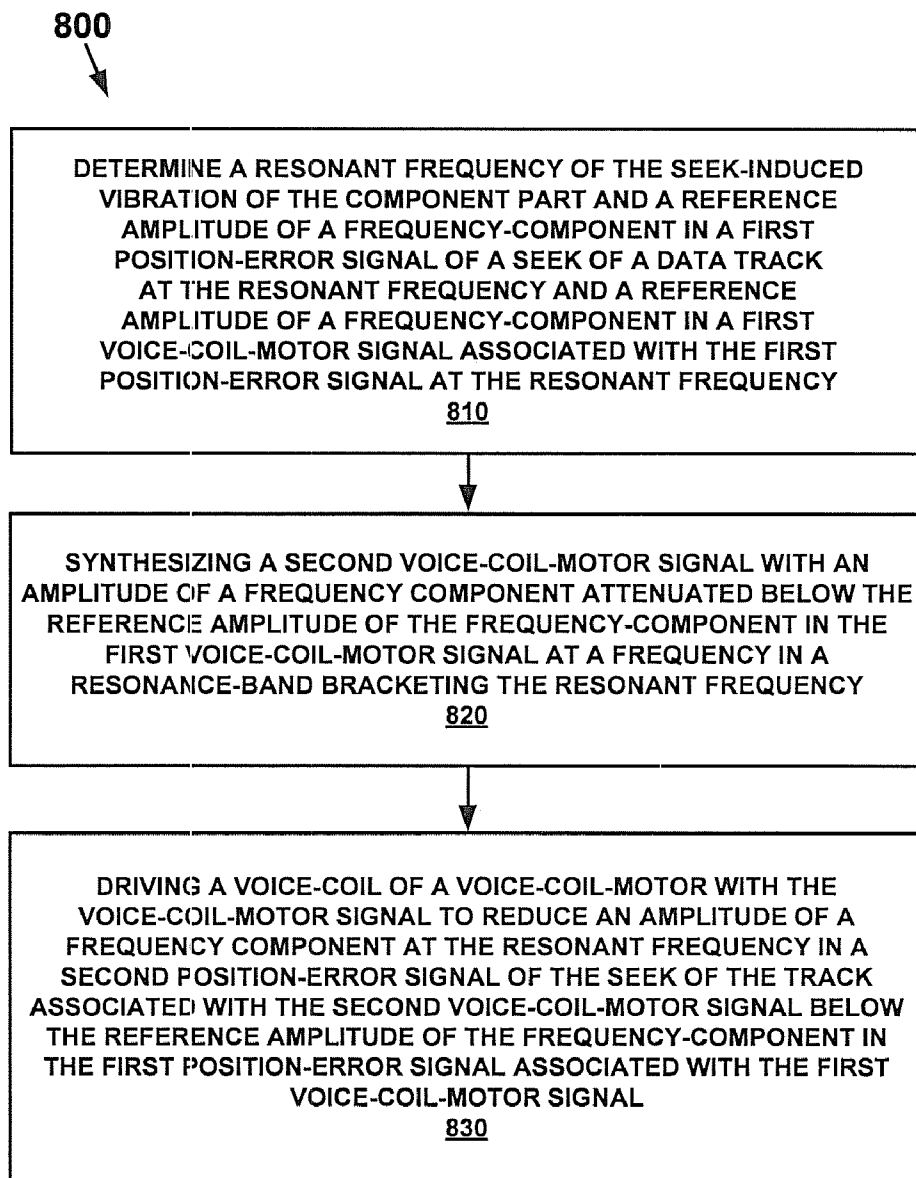 800
DETERMINE A RESONANT FREQUENCY OF THE SEEK-INDUCED
VIBRATION OF THE COMPONENT PART AND A REFERENCE
AMPLITUDE OF A FREQUENCY-COMPONENT IN A FIRST
POSITION-ERROR SIGNAL OF A SEEK OF A DATA TRACK
AT THE RESONANT FREQUENCY AND A REFERENCE
AMPLITUDE OF A FREQUENCY-COMPONENT IN A FIRST
VOICE-COIL-MOTOR SIGNAL ASSOCIATED WITH THE FIRST
POSITION-ERROR SIGNAL AT THE RESONANT FREQUENCY
810
SYNTHESIZING A SECOND VOICE-COIL-MOTOR SIGNAL WITH AN
AMPLITUDE OF A FREQUENCY COMPONENT ATTENUATED BELOW THE
REFERENCE AMPLITUDE OF THE FREQUENCY-COMPONENT IN THE
FIRST VOICE-COIL-MOTOR SIGNAL AT A FREQUENCY IN A
RESONANCE-BAND BRACKETING THE RESONANT FREQUENCY
820
DRIVING A VOICE-COIL OF A VOICE-COIL-MOTOR WITH THE
VOICE-COIL-MOTOR SIGNAL TO REDUCE AN AMPLITUDE OF A
FREQUENCY COMPONENT AT THE RESONANT FREQUENCY IN A
SECOND POSITION-ERROR SIGNAL OF THE SEEK OF THE TRACK
ASSOCIATED WITH THE SECOND VOICE-COIL-MOTOR SIGNAL BELOW
THE REFERENCE AMPLITUDE OF THE FREQUENCY-COMPONENT IN
THE FIRST POSITION-ERROR SIGNAL ASSOCIATED WITH THE FIRST
VOICE-COIL-MOTOR SIGNAL
830